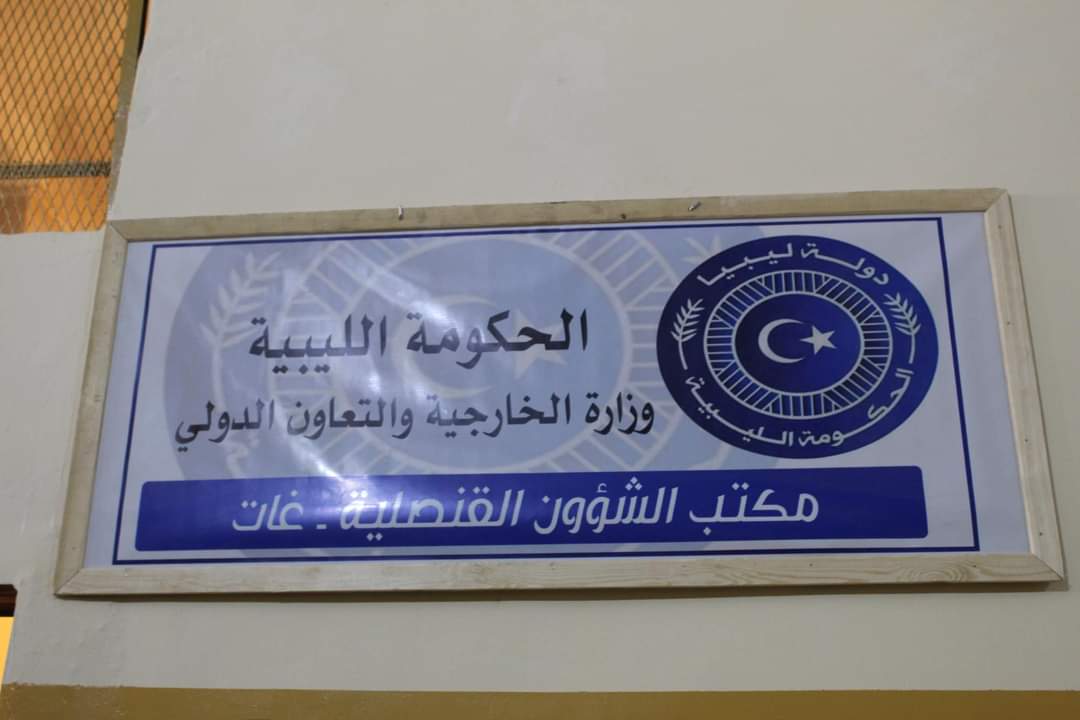 دولة ليبيا
الحكومة الليبية
الحكومة الليبية
وزارة الخارجية والتعاون الدولي
مكتب الشؤون القنصلية - غات